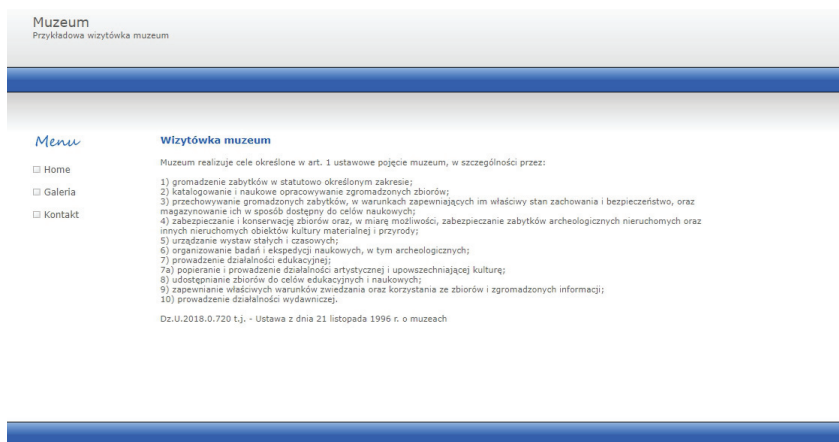 Muzeum
Przykładowa wizytówka muzeum
Menu
Home
Galeria
Kontakt
Wizytówka muzeum
Muzeum realizuje cele określone w art. 1 ustawowe pojęcie muzeum, w szczególności przez:
1) gromadzenie zabytków w statutowo określonym zakresie;
2) katalogowanie i naukowe opracowywanie zgromadzonych zbiorów;
3) przechowywanie gromadzonych zabytków, w warunkach zapewniających im właściwy stan zachowania i bezpieczeństwo, oraz
magazynowanie ich w sposób dostępny do celów naukowych;
4) zabezpieczanie i konserwację zbiorów oraz, w miarę możliwości, zabezpieczanie zabytków archeologicznych nieruchomych oraz
innych nieruchomych obiektów kultury materialnej i przyrody;
5) urządzanie wystaw stałych i czasowych;
6) organizowanie badań i ekspedycji naukowych, w tym archeologicznych;
7) prowadzenie działalności edukacyjnej;
7a) popieranie i prowadzenie działalności artystycznej i upowszechniającej kulturę;
8) udostępnianie zbiorów do celów edukacyjnych i naukowych;
9) zapewnianie właściwych warunków zwiedzania oraz korzystania ze zbiorów i zgromadzonych informacji;
10) prowadzenie działalności wydawniczej.
Dz.U.2018.0.720 t.j. - Ustawa z dnia 21 listopada 1996 r. o muzeach